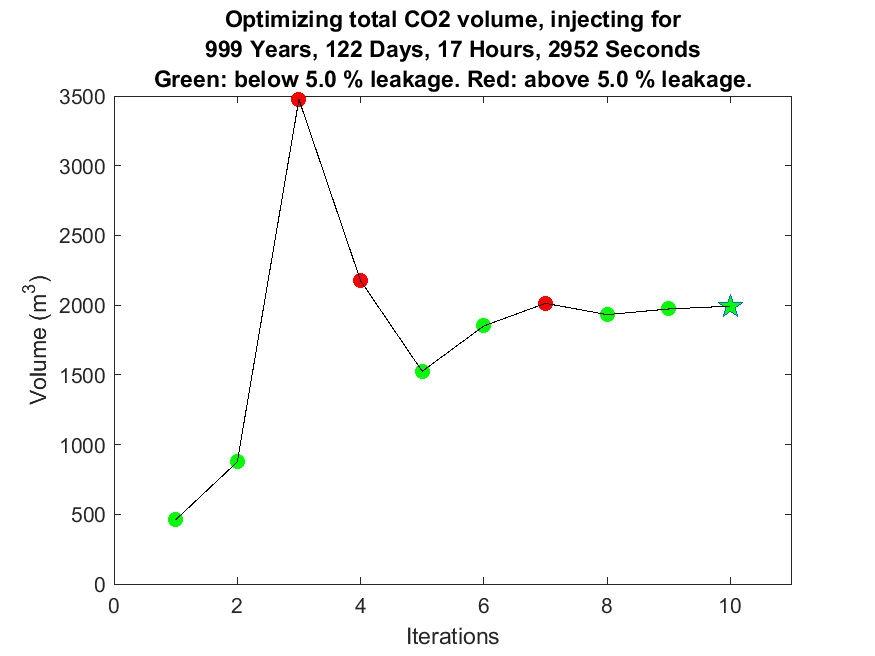 Optimizing total CO2 volume, injecting for
999 Years, 122 Days, 17 Hours, 2952 Seconds
Green: below 5.0 % leakage. Red: above 5.0 % leakage.
3500
3000
2500
2000
1500
1000
500
0
Volume (m³)
0 2 4 6 8 10
Iterations